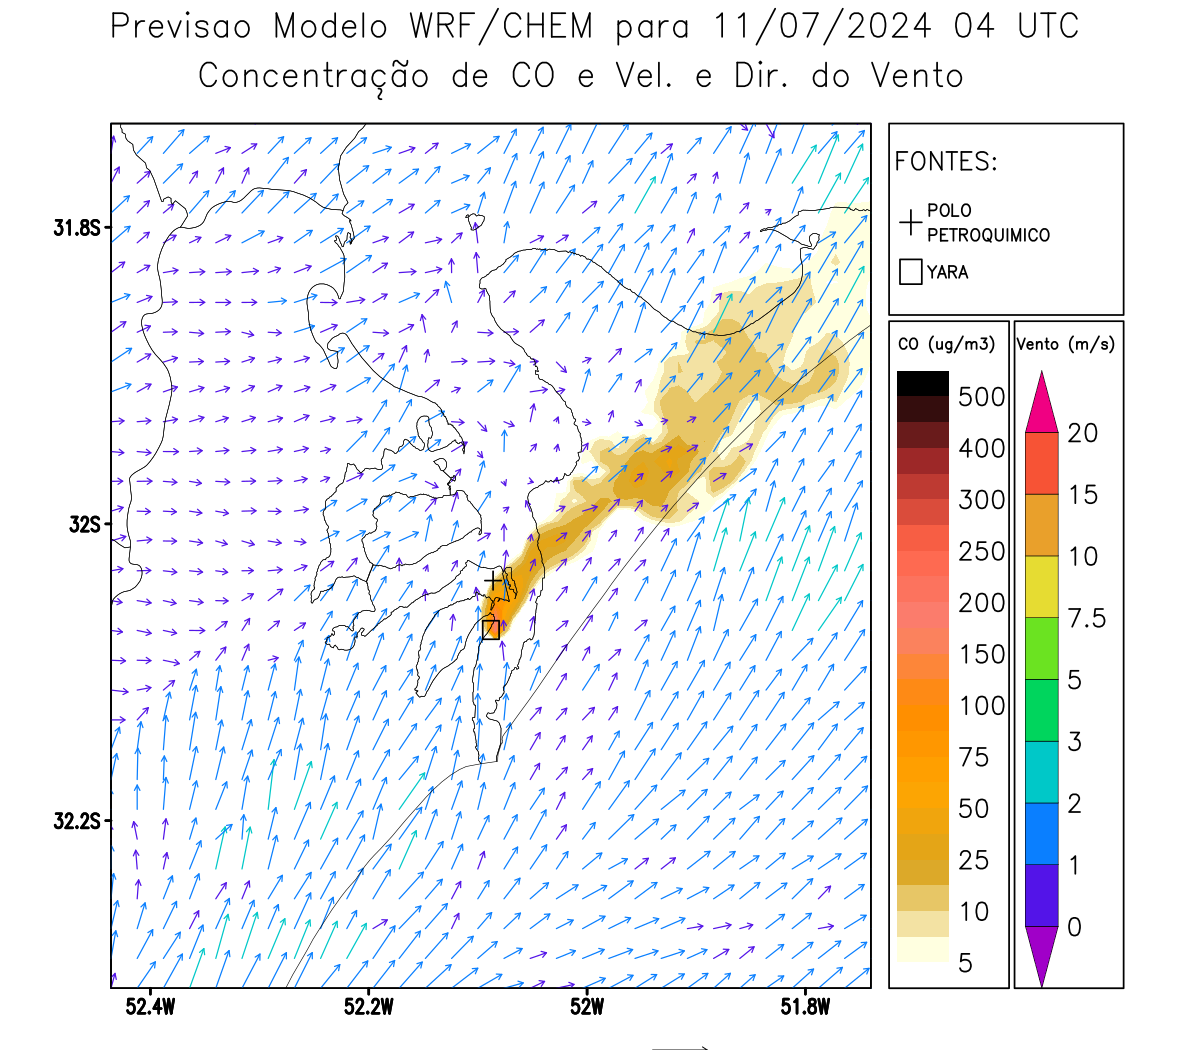 Previsao Modelo WRF/CHEM para 11/07/2024 04 UTC
Concentração de CO e Vel. e Dir. do Vento
FONTES:
POLO
PETROQUIMICO
YARA
CO (ug/m3)
500
400
300
250
200
150
100
75
50
25
10
5
Vento (m/s)
20
15
10
7.5
5
3
2
1
0
31.8S
32S
32.2S
52.4W
52.2W
52W
51.8W